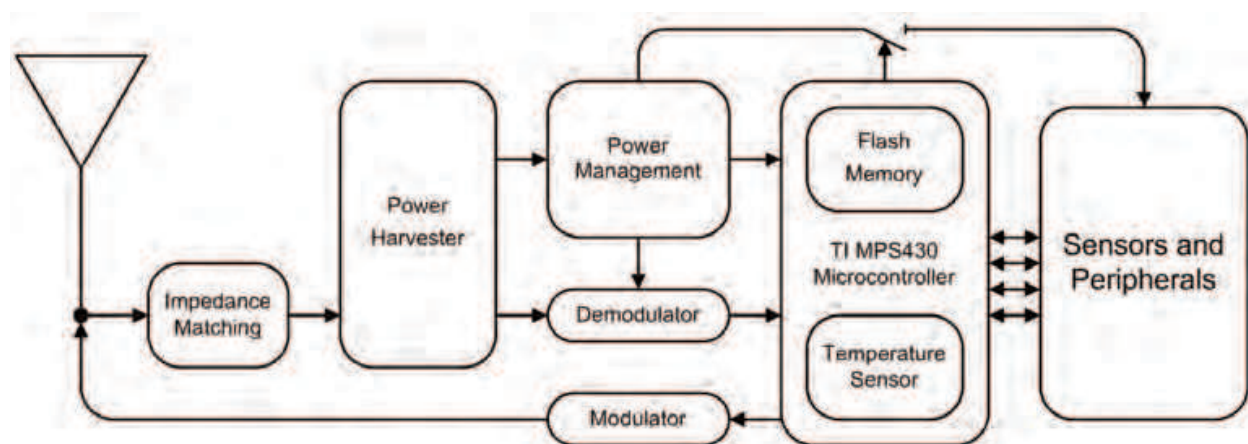 Impedance
Matching
Power
Harvester
Power
Management
Demodulator
Modulator
Flash
Memory
TI MPS430
Microcontroller
Temperature
Sensor
Sensors and
Peripherals